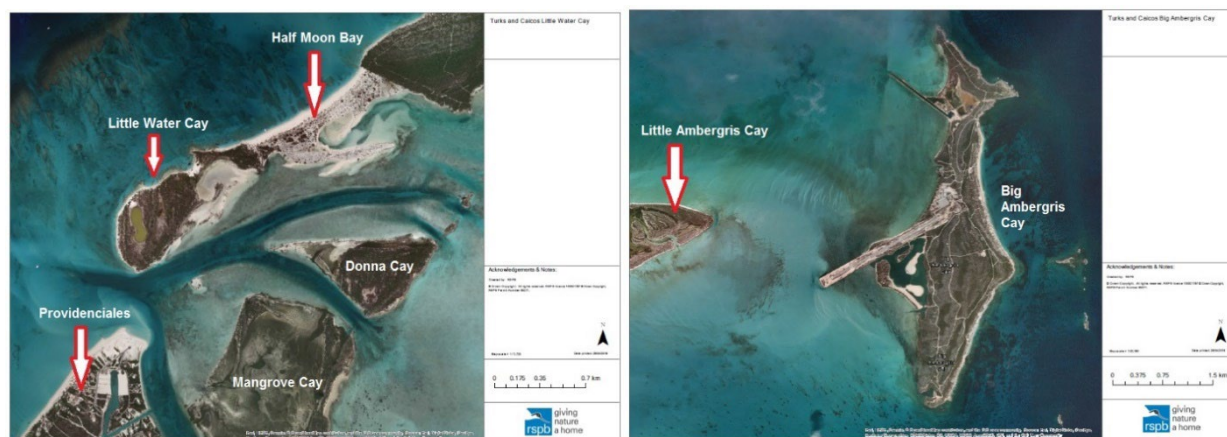 Turks and Caicos Little Water Cay
Half Moon Bay
Little Water Cay
Donna Cay
Providenciales
Mangrove Cay
Acknowledgements & Notes:
N
0 0.175 0.35 0.7 km
rspb
giving
nature
a home
Turks and Caicos Big Ambergris Cay
Little Ambergris Cay
Big
Ambergris
Cay
Acknowledgements & Notes:
N
0 0.375 0.75 1.5 km
rspb
giving
nature
a home